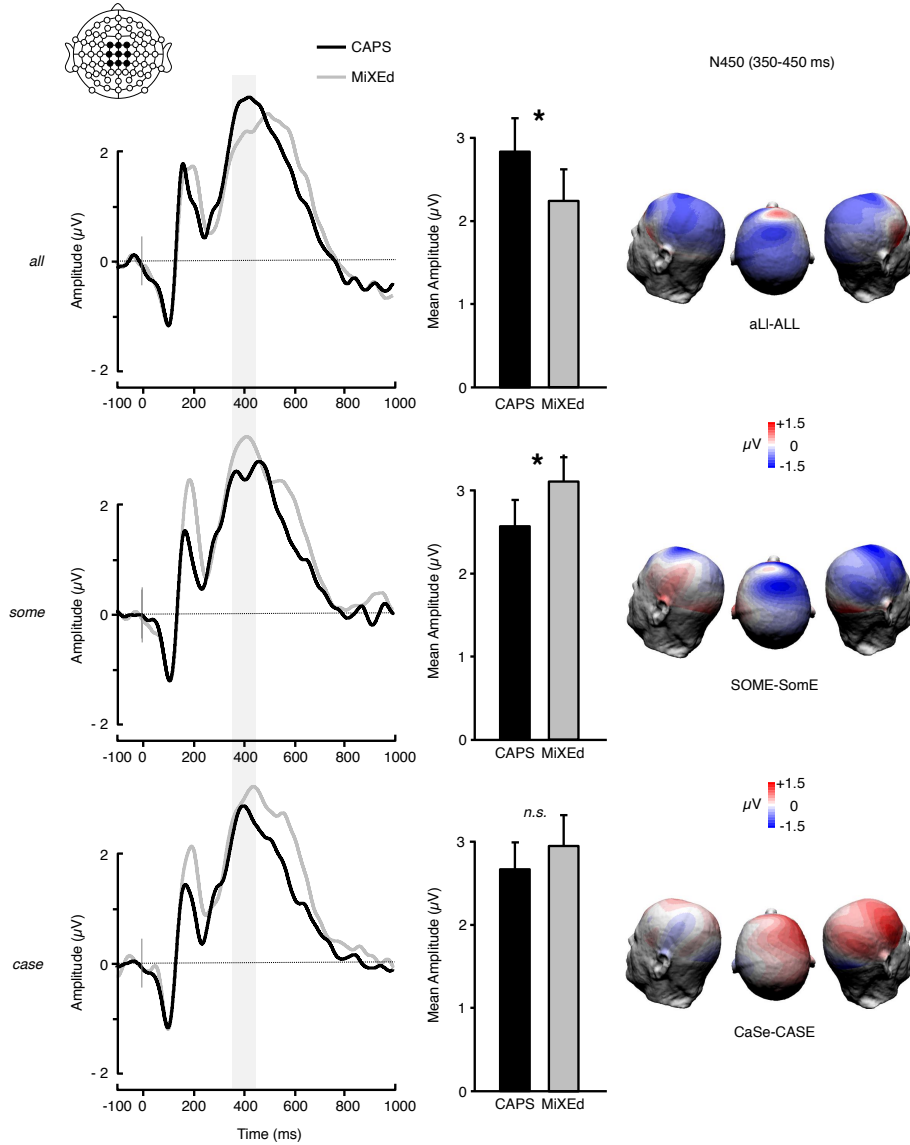 CAPS
MiXEd
N450 (350-450 ms)
all
Amplitude (µV)
2
0
- 2
-100 0 200 400 600 800 1000
Mean Amplitude (µV)
3
2
1
0
*
CAPS MiXEd
aLl-ALL
µV
+1.5
0
-1.5
some
Amplitude (µV)
2
0
- 2
-100 0 200 400 600 800 1000
Mean Amplitude (µV)
3
2
1
0
*
CAPS MiXEd
SOME-SomE
µV
+1.5
0
-1.5
case
Amplitude (µV)
2
0
- 2
-100 0 200 400 600 800 1000
Time (ms)
Mean Amplitude (µV)
3
2
1
0
n.s.
CAPS MiXEd
CaSe-CASE